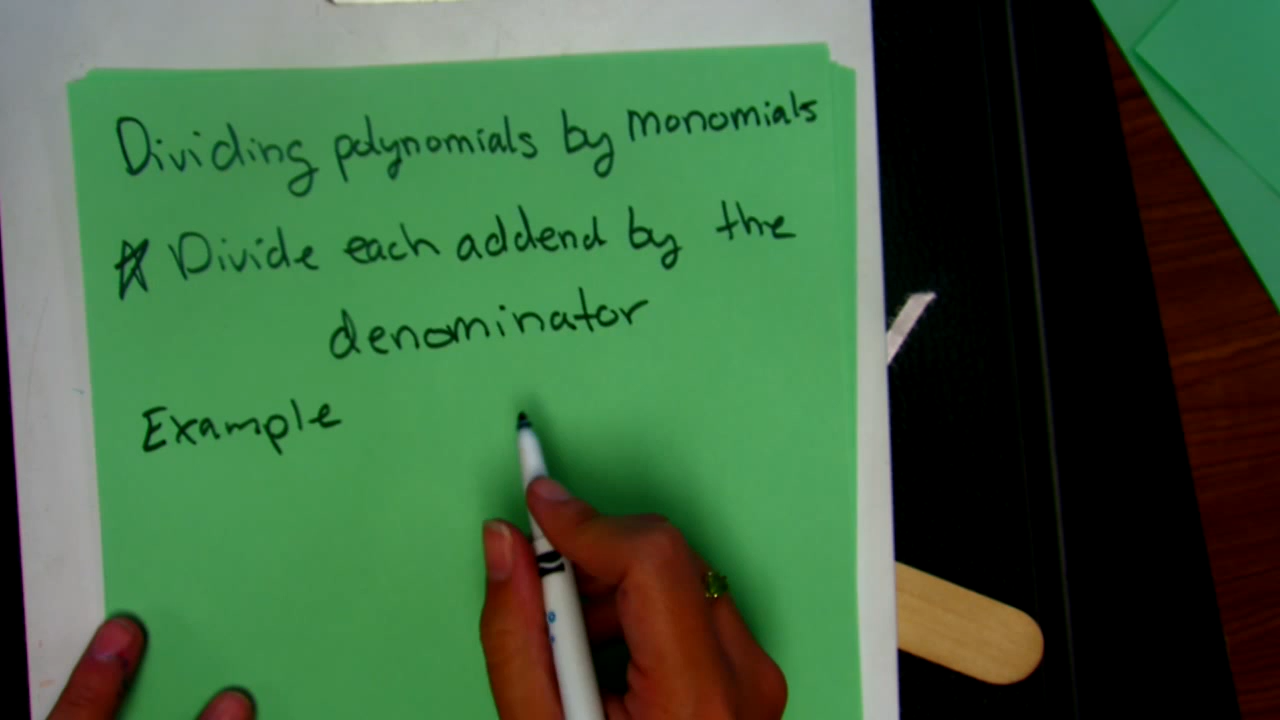 Dividing polynomials by monomials
☆ Divide each addend by the
denominator
Example